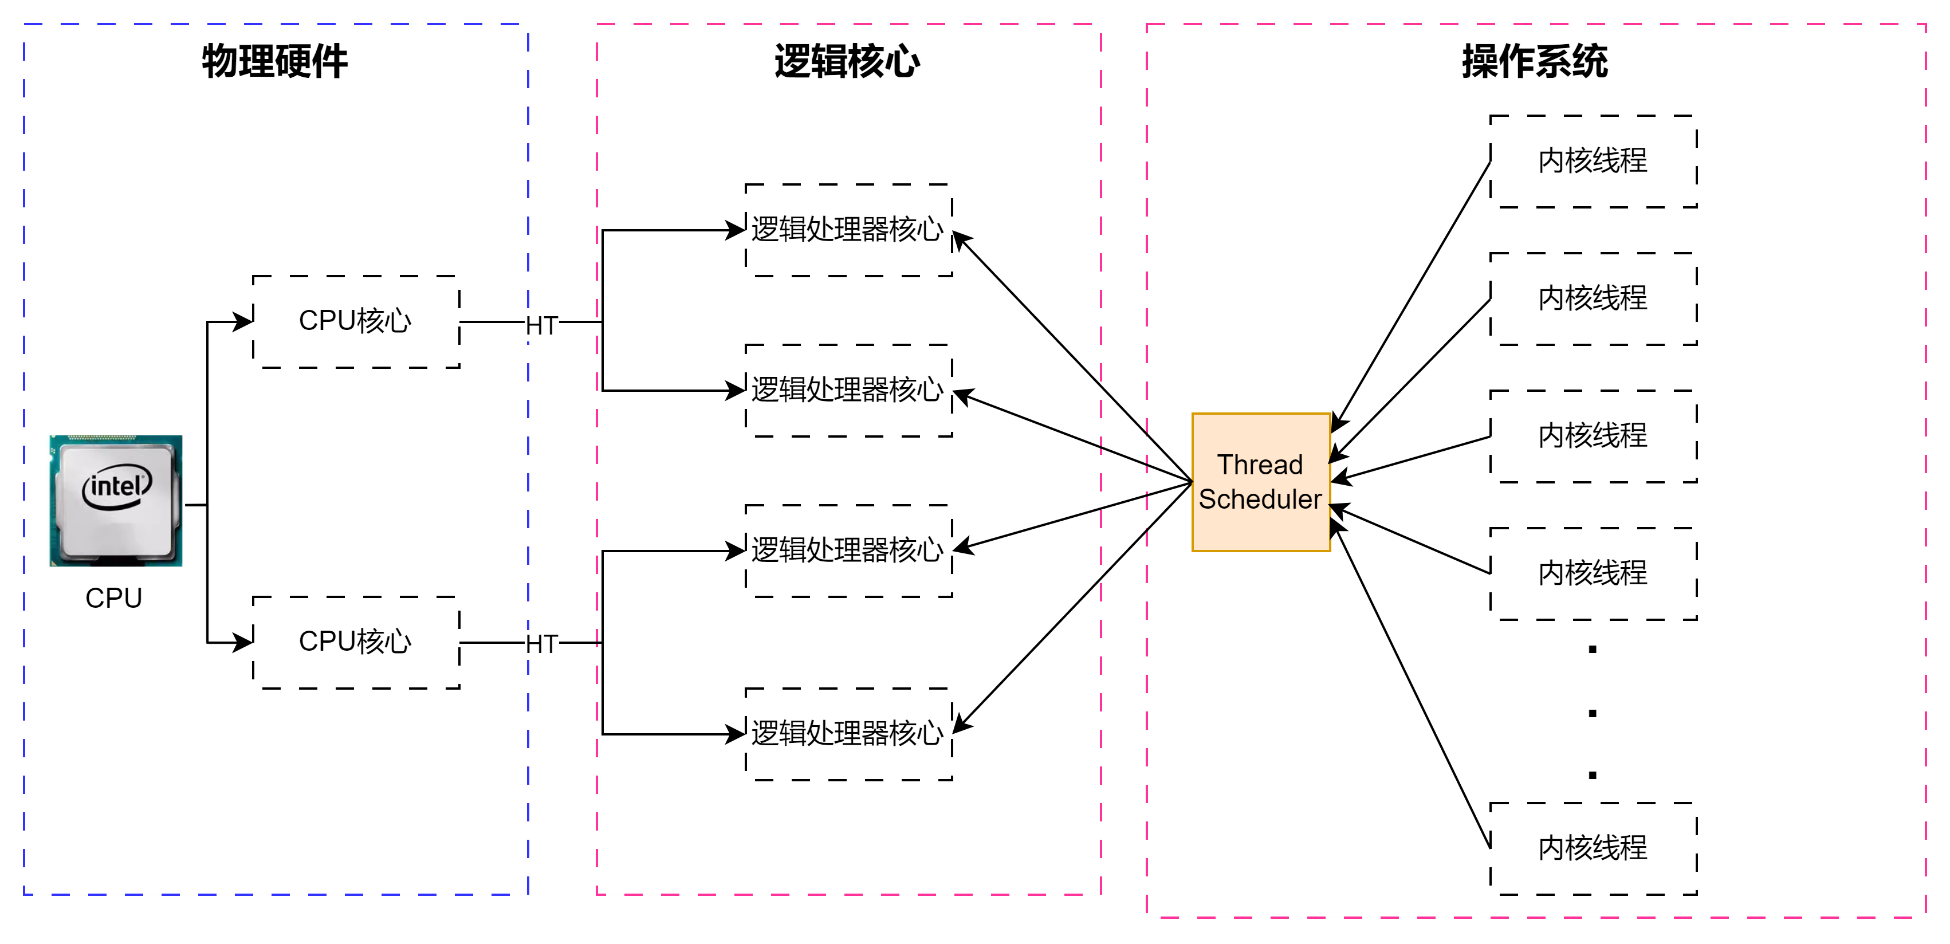 物理硬件
intel
CPU
CPU核心
CPU核心
HT
HT
逻辑核心
逻辑处理器核心
逻辑处理器核心
逻辑处理器核心
逻辑处理器核心
操作系统
Thread
Scheduler
内核线程
内核线程
内核线程
内核线程
内核线程